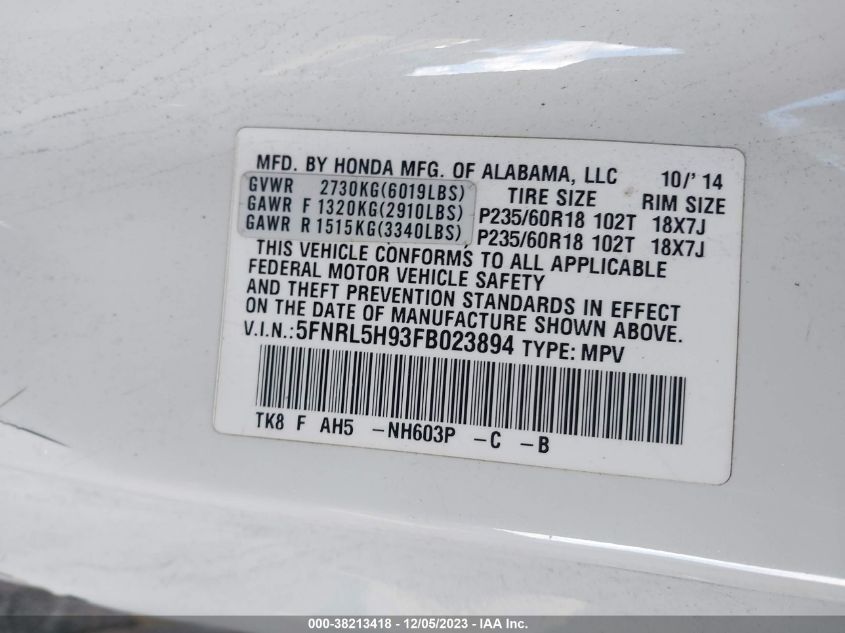 MFD. BY HONDA MFG. OF ALABAMA, LLC 10/'14
GVWR 2730KG(6019LBS) TIRE SIZE RIM SIZE
GAWR F 1320KG(2910LBS) P235/60R18 102T 18X7J
GAWR R 1515KG(3340LBS) P235/60R18 102T 18X7J
THIS VEHICLE CONFORMS TO ALL APPLICABLE
FEDERAL MOTOR VEHICLE SAFETY
AND THEFT PREVENTION STANDARDS IN EFFECT
ON THE DATE OF MANUFACTURE SHOWN ABOVE.
V.I.N.:5FNRL5H93FB023894 TYPE: MPV
TK8 F AH5 -NH603P -C -B
000-38213418 - 12/05/2023 - IAA Inc.